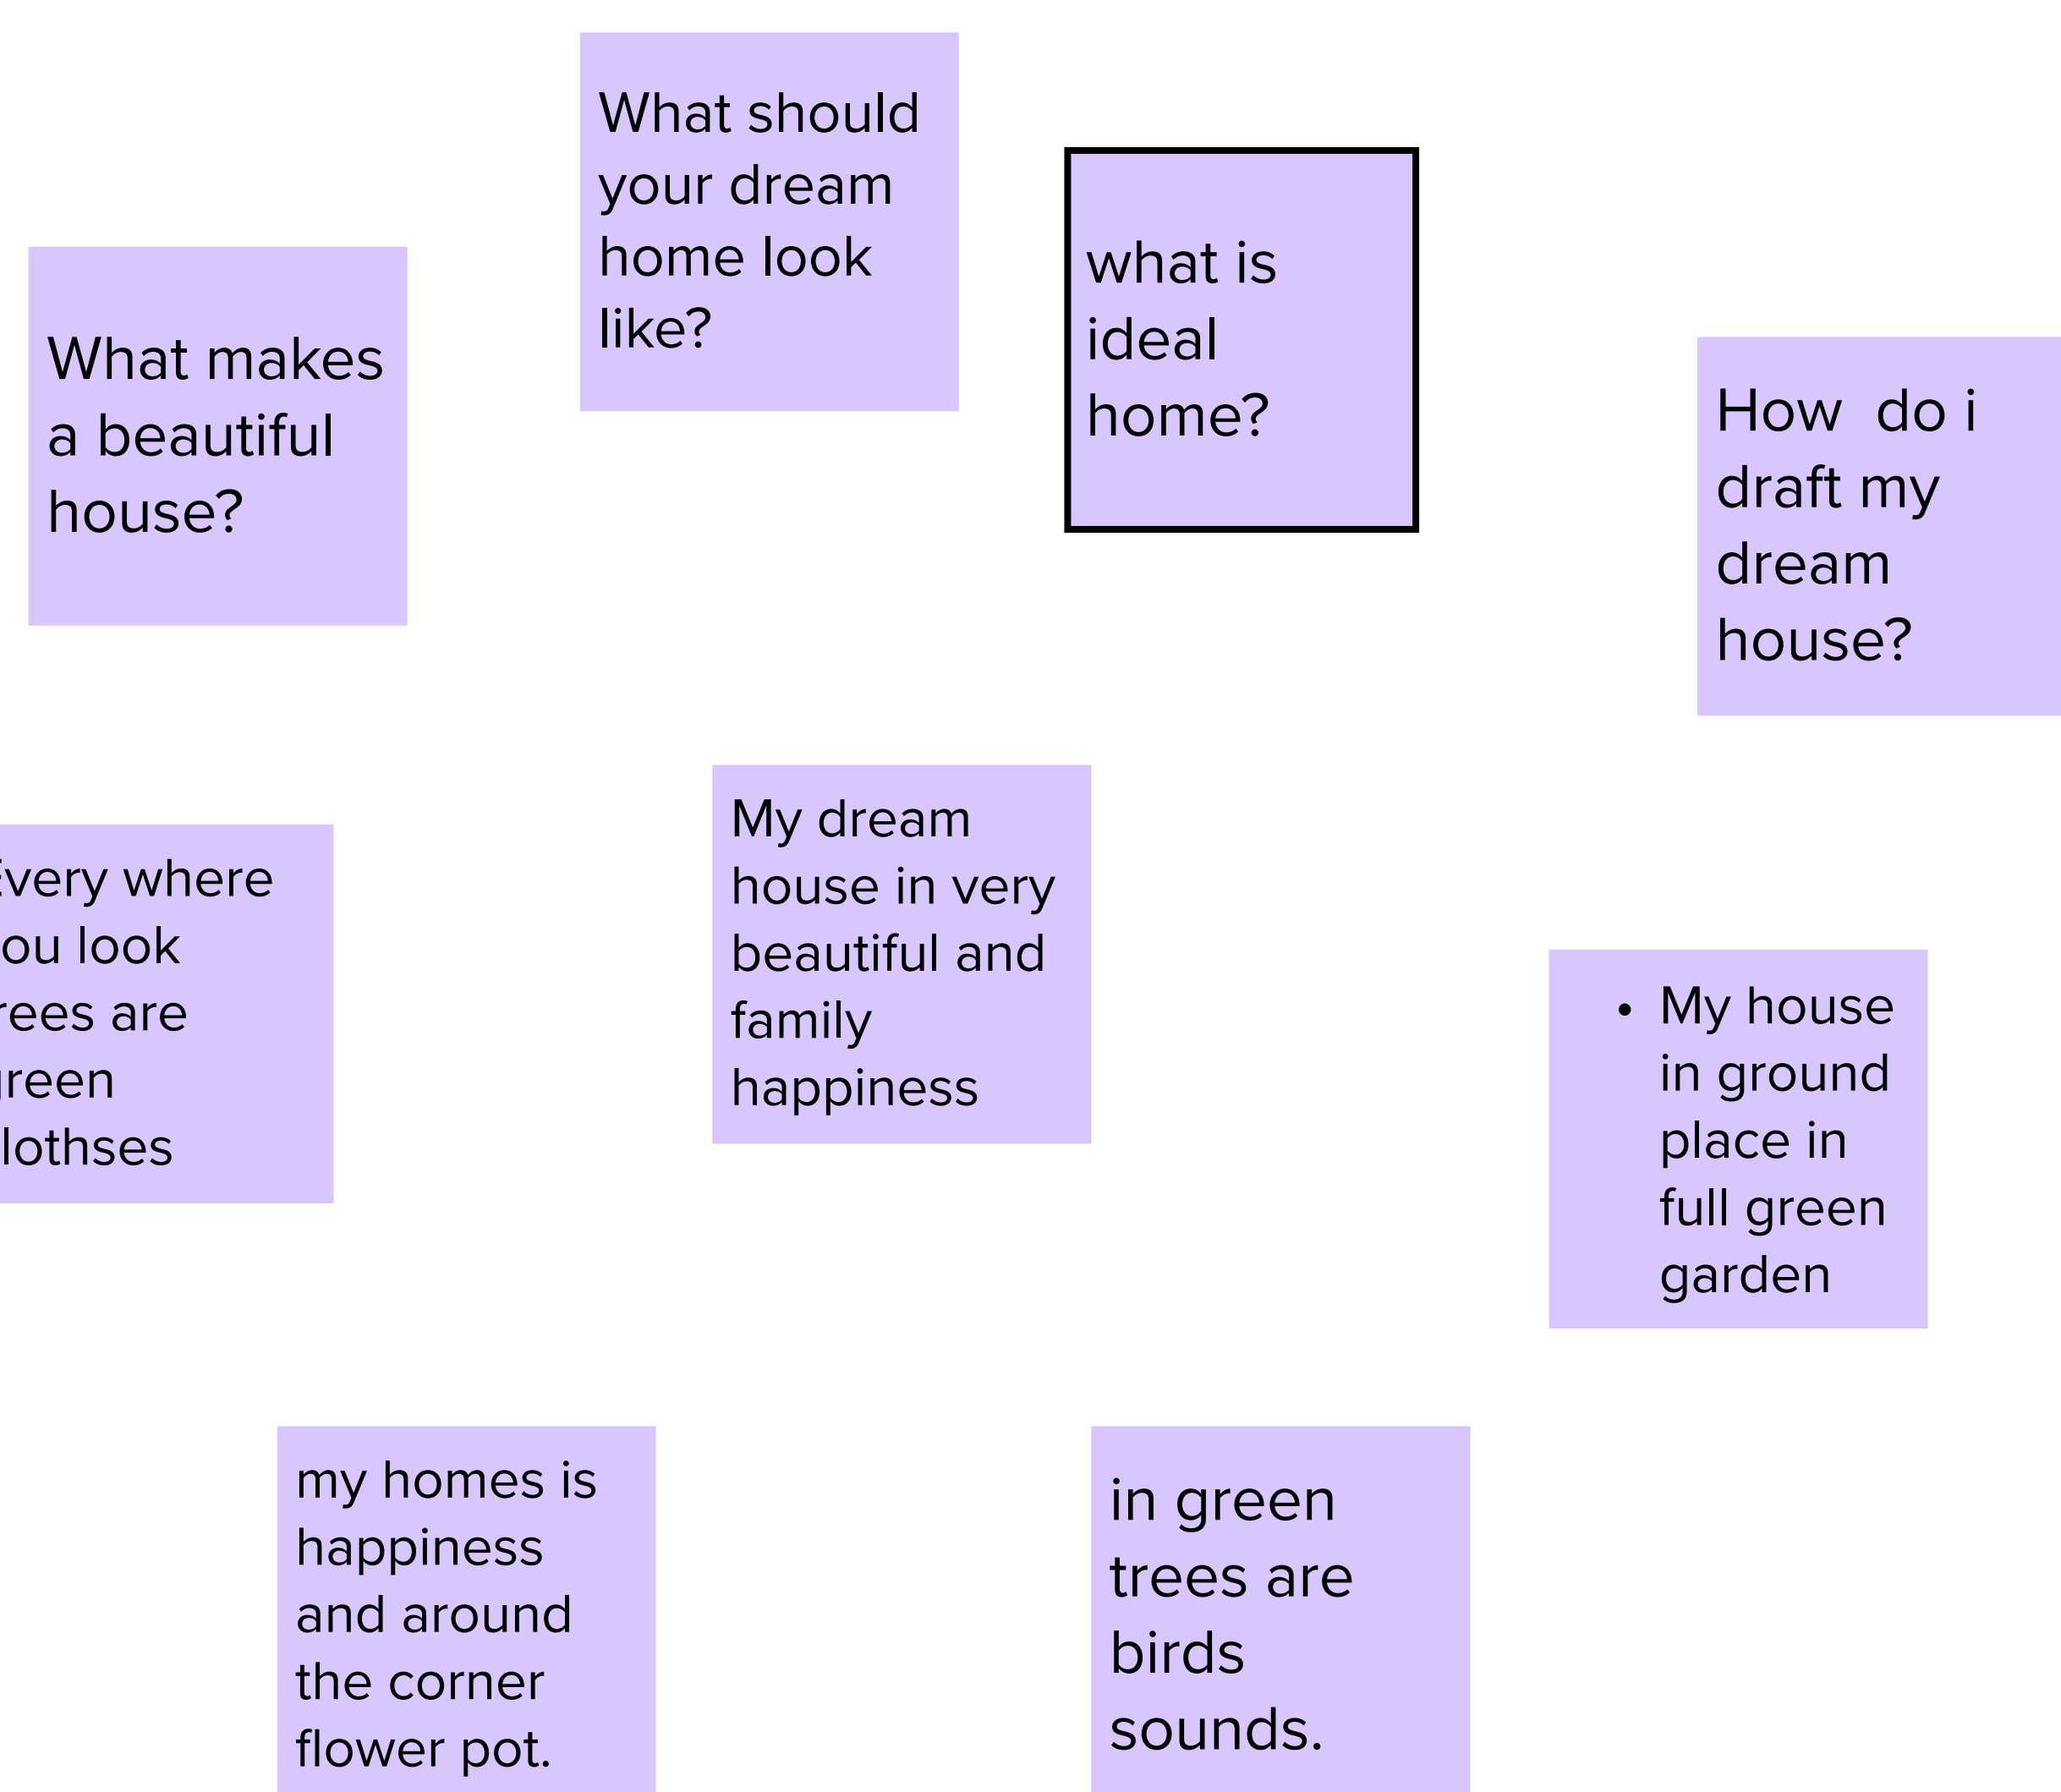 What should
your dream
home look
like?
what is
ideal
home?
What makes
a beautiful
house?
How do i
draft my
dream
house?
My dream
house in very
beautiful and
family
happiness
very where
ou look
rees are
reen
lothses
• My house
in ground
place in
full green
garden
my homes is
happiness
and around
the corner
flower pot.
in green
trees are
birds
sounds.